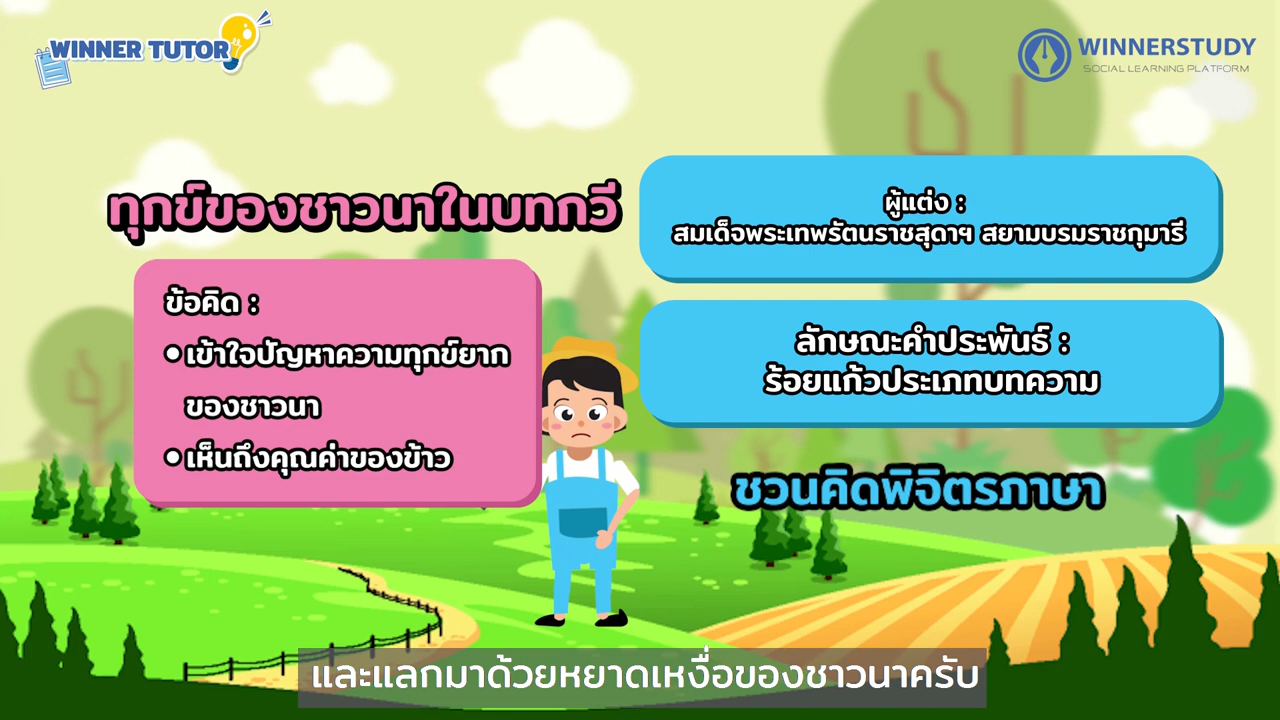 WINNER TUTOR
WINNERSTUDY
SOCIAL LEARNING PLATFORM
ทุกข์ของชาวนาในบทกวี
ข้อคิด :
•เข้าใจปัญหาความทุกข์ยาก
ของชาวนา
•เห็นถึงคุณค่าของข้าว
ผู้แต่ง :
สมเด็จพระเทพรัตนราชสุดาฯ สยามบรมราชกุมารี
ลักษณะคำประพันธ์ :
ร้อยแก้วประเภทบทความ
ชวนคิดพิจิตรภาษา
และแลกมาด้วยหยาดเหงื่อของชาวนาครับ